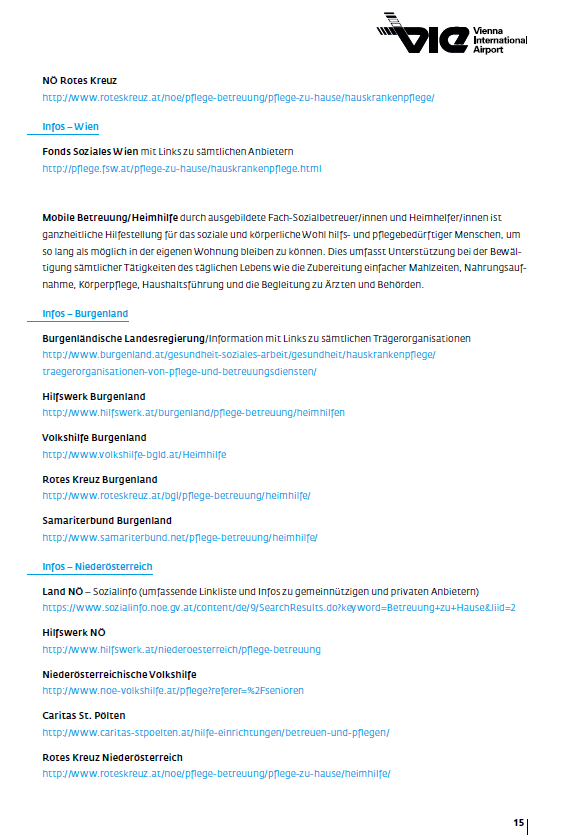 VIE Vienna
International
Airport
NÖ Rotes Kreuz
http://www.roteskreuz.at/noe/pflege-betreuung/pflege-zu-hause/hauskrankenpflege/
Infos – Wien
Fonds Soziales Wien mit Links zu sämtlichen Anbietern
http://pflege.fsw.at/pflege-zu-hause/hauskrankenpflege.html
Mobile Betreuung/Heimhilfe durch ausgebildete Fach-Sozialbetreuer/innen und Heimhelfer/innen ist
ganzheitliche Hilfestellung für das soziale und körperliche Wohl hilfs- und pflegebedürftiger Menschen, um
so lang als möglich in der eigenen Wohnung bleiben zu können. Dies umfasst Unterstützung bei der Bewäl-
tigung sämtlicher Tätigkeiten des täglichen Lebens wie die Zubereitung einfacher Mahlzeiten, Nahrungsauf-
nahme, Körperpflege, Haushaltsführung und die Begleitung zu Ärzten und Behörden.
Infos – Burgenland
Burgenländische Landesregierung/Information mit Links zu sämtlichen Trägerorganisationen
http://www.burgenland.at/gesundheit-soziales-arbeit/gesundheit/hauskrankenpflege/
traegerorganisationen-von-pflege-und-betreuungsdiensten/
Hilfswerk Burgenland
http://www.hilfswerk.at/burgenland/pflege-betreuung/heimhilfen
Volkshilfe Burgenland
http://www.volkshilfe-bgld.at/Heimhilfe
Rotes Kreuz Burgenland
http://www.roteskreuz.at/bgl/pflege-betreuung/heimhilfe/
Samariterbund Burgenland
http://www.samariterbund.net/pflege-betreuung/heimhilfe/
Infos – Niederösterreich
Land NÖ – Sozialinfo (umfassende Linkliste und Infos zu gemeinnützigen und privaten Anbietern)
https://www.sozialinfo.noe.gv.at/content/de/9/SearchResults.do?keyword=Betreuung+zu+Hause&liid=2
Hilfswerk NÖ
http://www.hilfswerk.at/niederoesterreich/pflege-betreuung
Niederösterreichische Volkshilfe
http://www.noe-volkshilfe.at/pflege?referer=%2Fsenioren
Caritas St. Pölten
http://www.caritas-stpoelten.at/hilfe-einrichtungen/betreuen-und-pflegen/
Rotes Kreuz Niederösterreich
http://www.roteskreuz.at/noe/pflege-betreuung/pflege-zu-hause/heimhilfe/
15